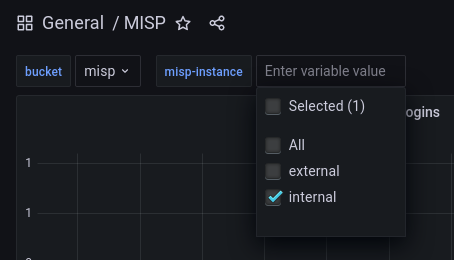 General / MISP
bucket
misp
misp-instance
Enter variable value
Selected (1)
ogins
All
external
internal
1
1